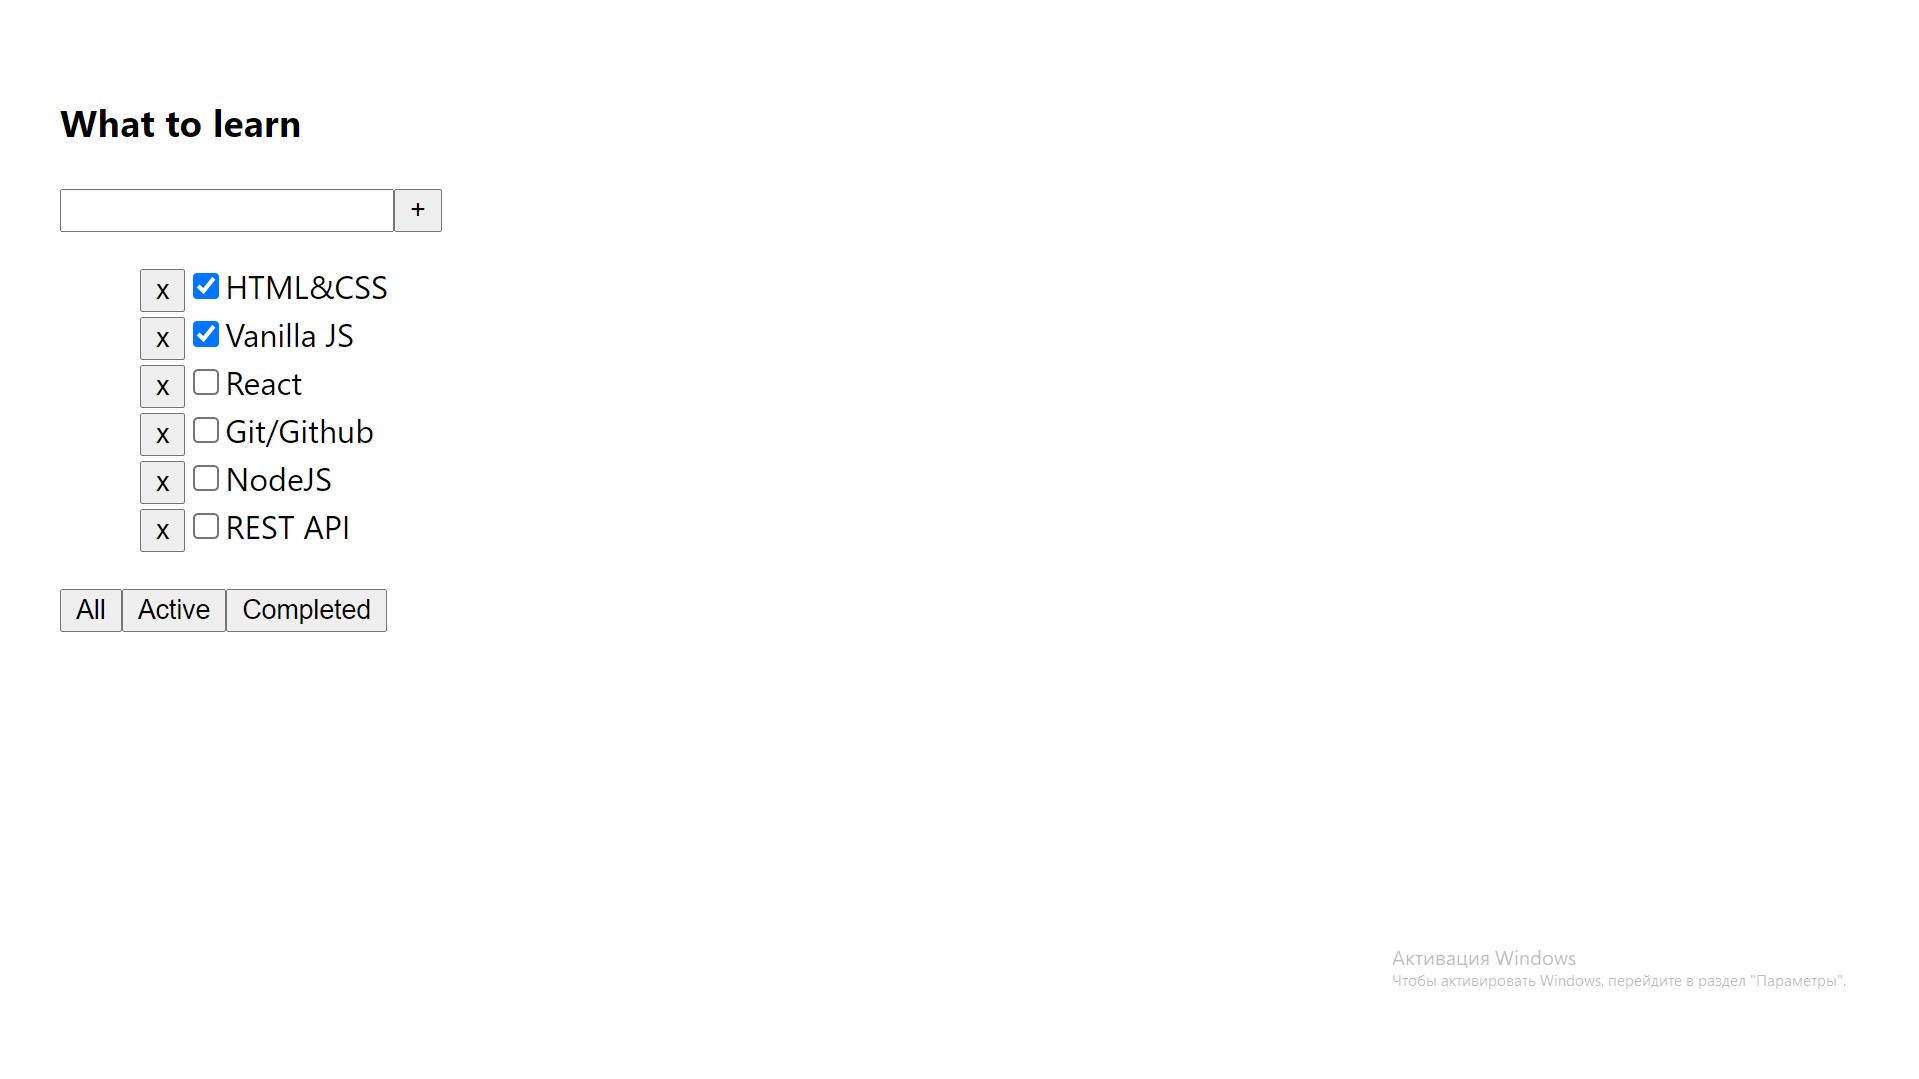 What to learn
+
x HTML&CSS
x Vanilla JS
x React
x Git/Github
x NodeJS
x REST API
All Active Completed
Активация Windows
Чтобы активировать Windows, перейдите в раздел "Параметры".